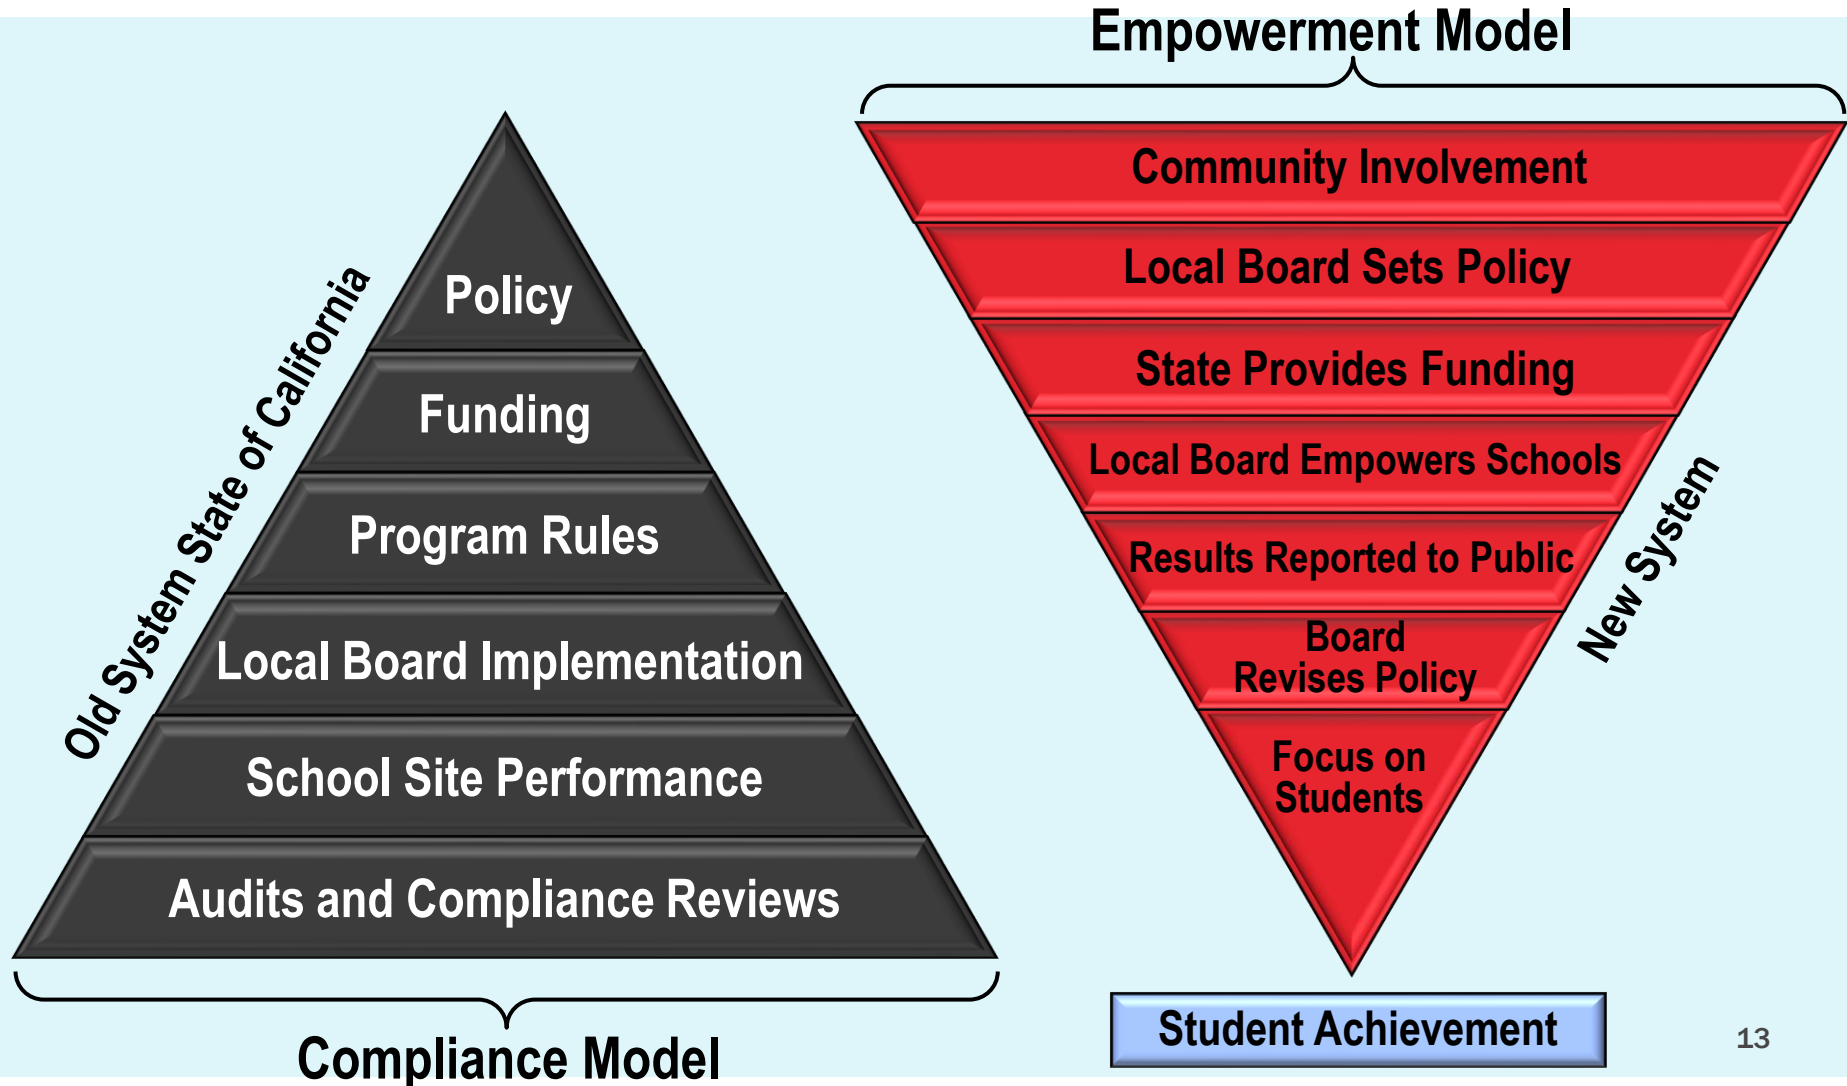 Empowerment Model
Old System State of California
Policy
Funding
Program Rules
Local Board Implementation
School Site Performance
Audits and Compliance Reviews
Compliance Model
Community Involvement
Local Board Sets Policy
State Provides Funding
Local Board Empowers Schools
Results Reported to Public
Board
Revises Policy
Focus on
Students
New System
Student Achievement
13